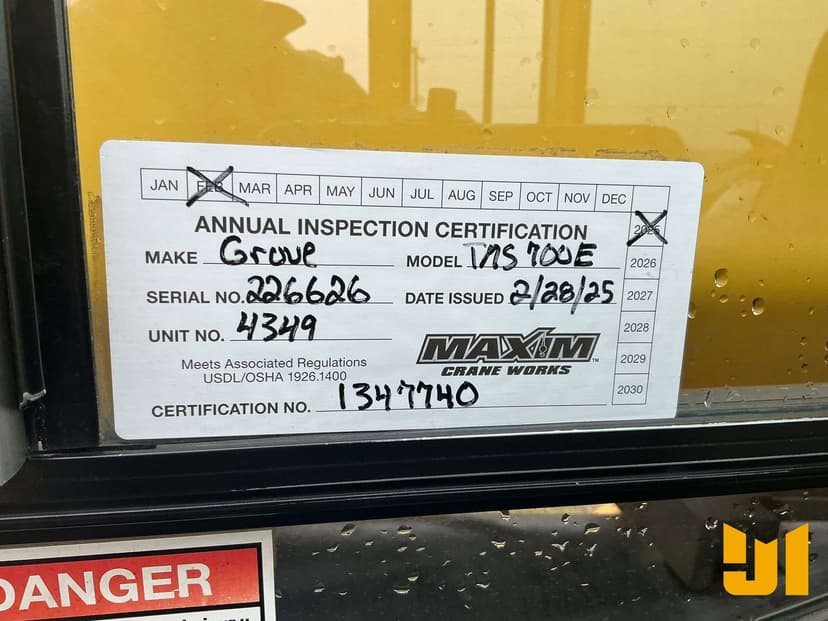 JAN FEB MAR APR MAY JUN JUL AUG SEP OCT NOV DEC
ANNUAL INSPECTION CERTIFICATION 2025
MAKE Grove MODEL TMS 700E 2026
SERIAL NO. 226626 DATE ISSUED 2/28/25 2027
UNIT NO. 4349 2028
MAXIM™ 2029
CRANE WORKS
Meets Associated Regulations
USDL/OSHA 1926.1400
2030
CERTIFICATION NO. 1347740
DANGER